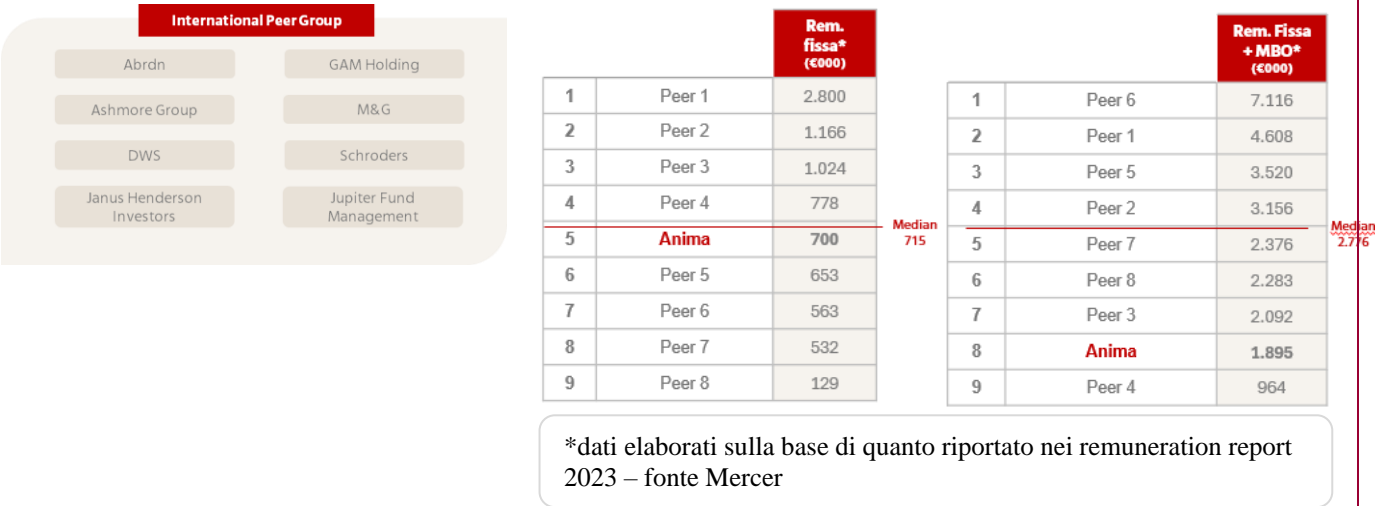 International Peer Group
Abrdn
GAM Holding
Ashmore Group
M&G
DWS
Schroders
Janus Henderson
Investors
Jupiter Fund
Management
Rem.
fissa*
(€000)
1 Peer 1 2.800
2 Peer 2 1.166
3 Peer 3 1.024
4 Peer 4 778
5 Anima 700
6 Peer 5 653
7 Peer 6 563
8 Peer 7 532
9 Peer 8 129
Median
715
Rem. Fissa
+ MBO*
(€000)
1 Peer 6 7.116
2 Peer 1 4.608
3 Peer 5 3.520
4 Peer 2 3.156
5 Peer 7 2.376
6 Peer 8 2.283
7 Peer 3 2.092
8 Anima 1.895
9 Peer 4 964
Median
2.776
*dati elaborati sulla base di quanto riportato nei remuneration report
2023 – fonte Mercer